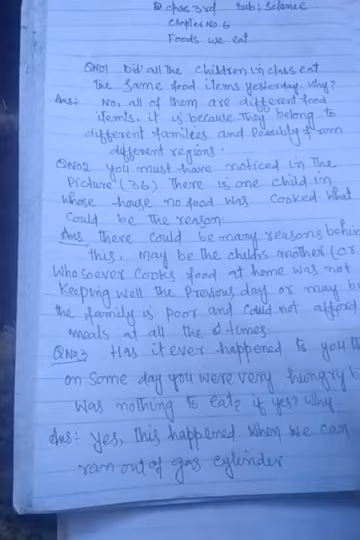 class 3rd Sub: Science
Chapter No. 6
Foods we eat
QNo1 Did all the children in class eat
the same food items yesterday. Why?
Ans: No, all of them are different food
items. it is because they belong to
different familees and possibly from
different regions.
QNo2 you must have noticed in the
Picture (36) There is one child in
whose house no food was cooked what
could be the reason.
Ans There could be many reasons behin
this. may be the child's mother (or
whosoever cooks food at home was not
keeping well the previous day or may be
the family is poor and could not afford
meals at all the times.
QNo3 Has it ever happened to you th
on some day you were very hungry b
was nothing to eat? if yes? why
Ans: yes, this happened when we can
ran out of gas cylinder